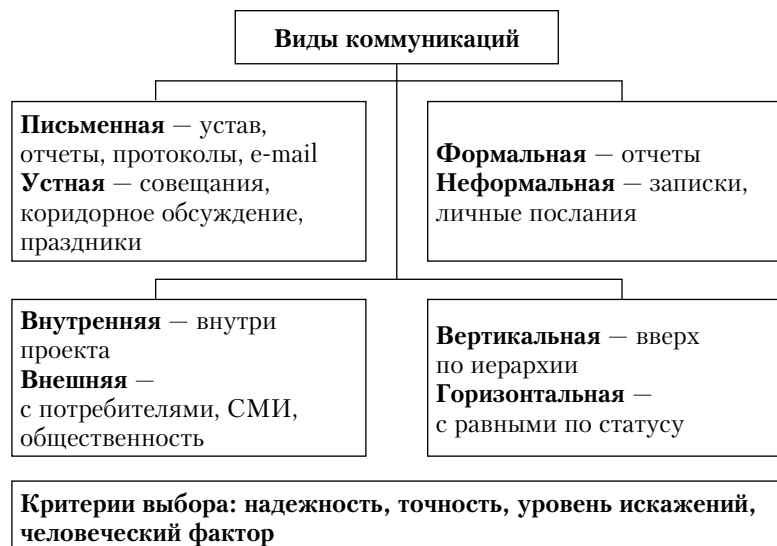 Виды коммуникаций
Письменная — устав,
отчеты, протоколы, e-mail
Устная — совещания,
коридорное обсуждение,
праздники
Формальная — отчеты
Неформальная — записки,
личные послания
Внутренняя — внутри
проекта
Внешняя —
с потребителями, СМИ,
общественность
Вертикальная — вверх
по иерархии
Горизонтальная —
с равными по статусу
Критерии выбора: надежность, точность, уровень искажений,
человеческий фактор